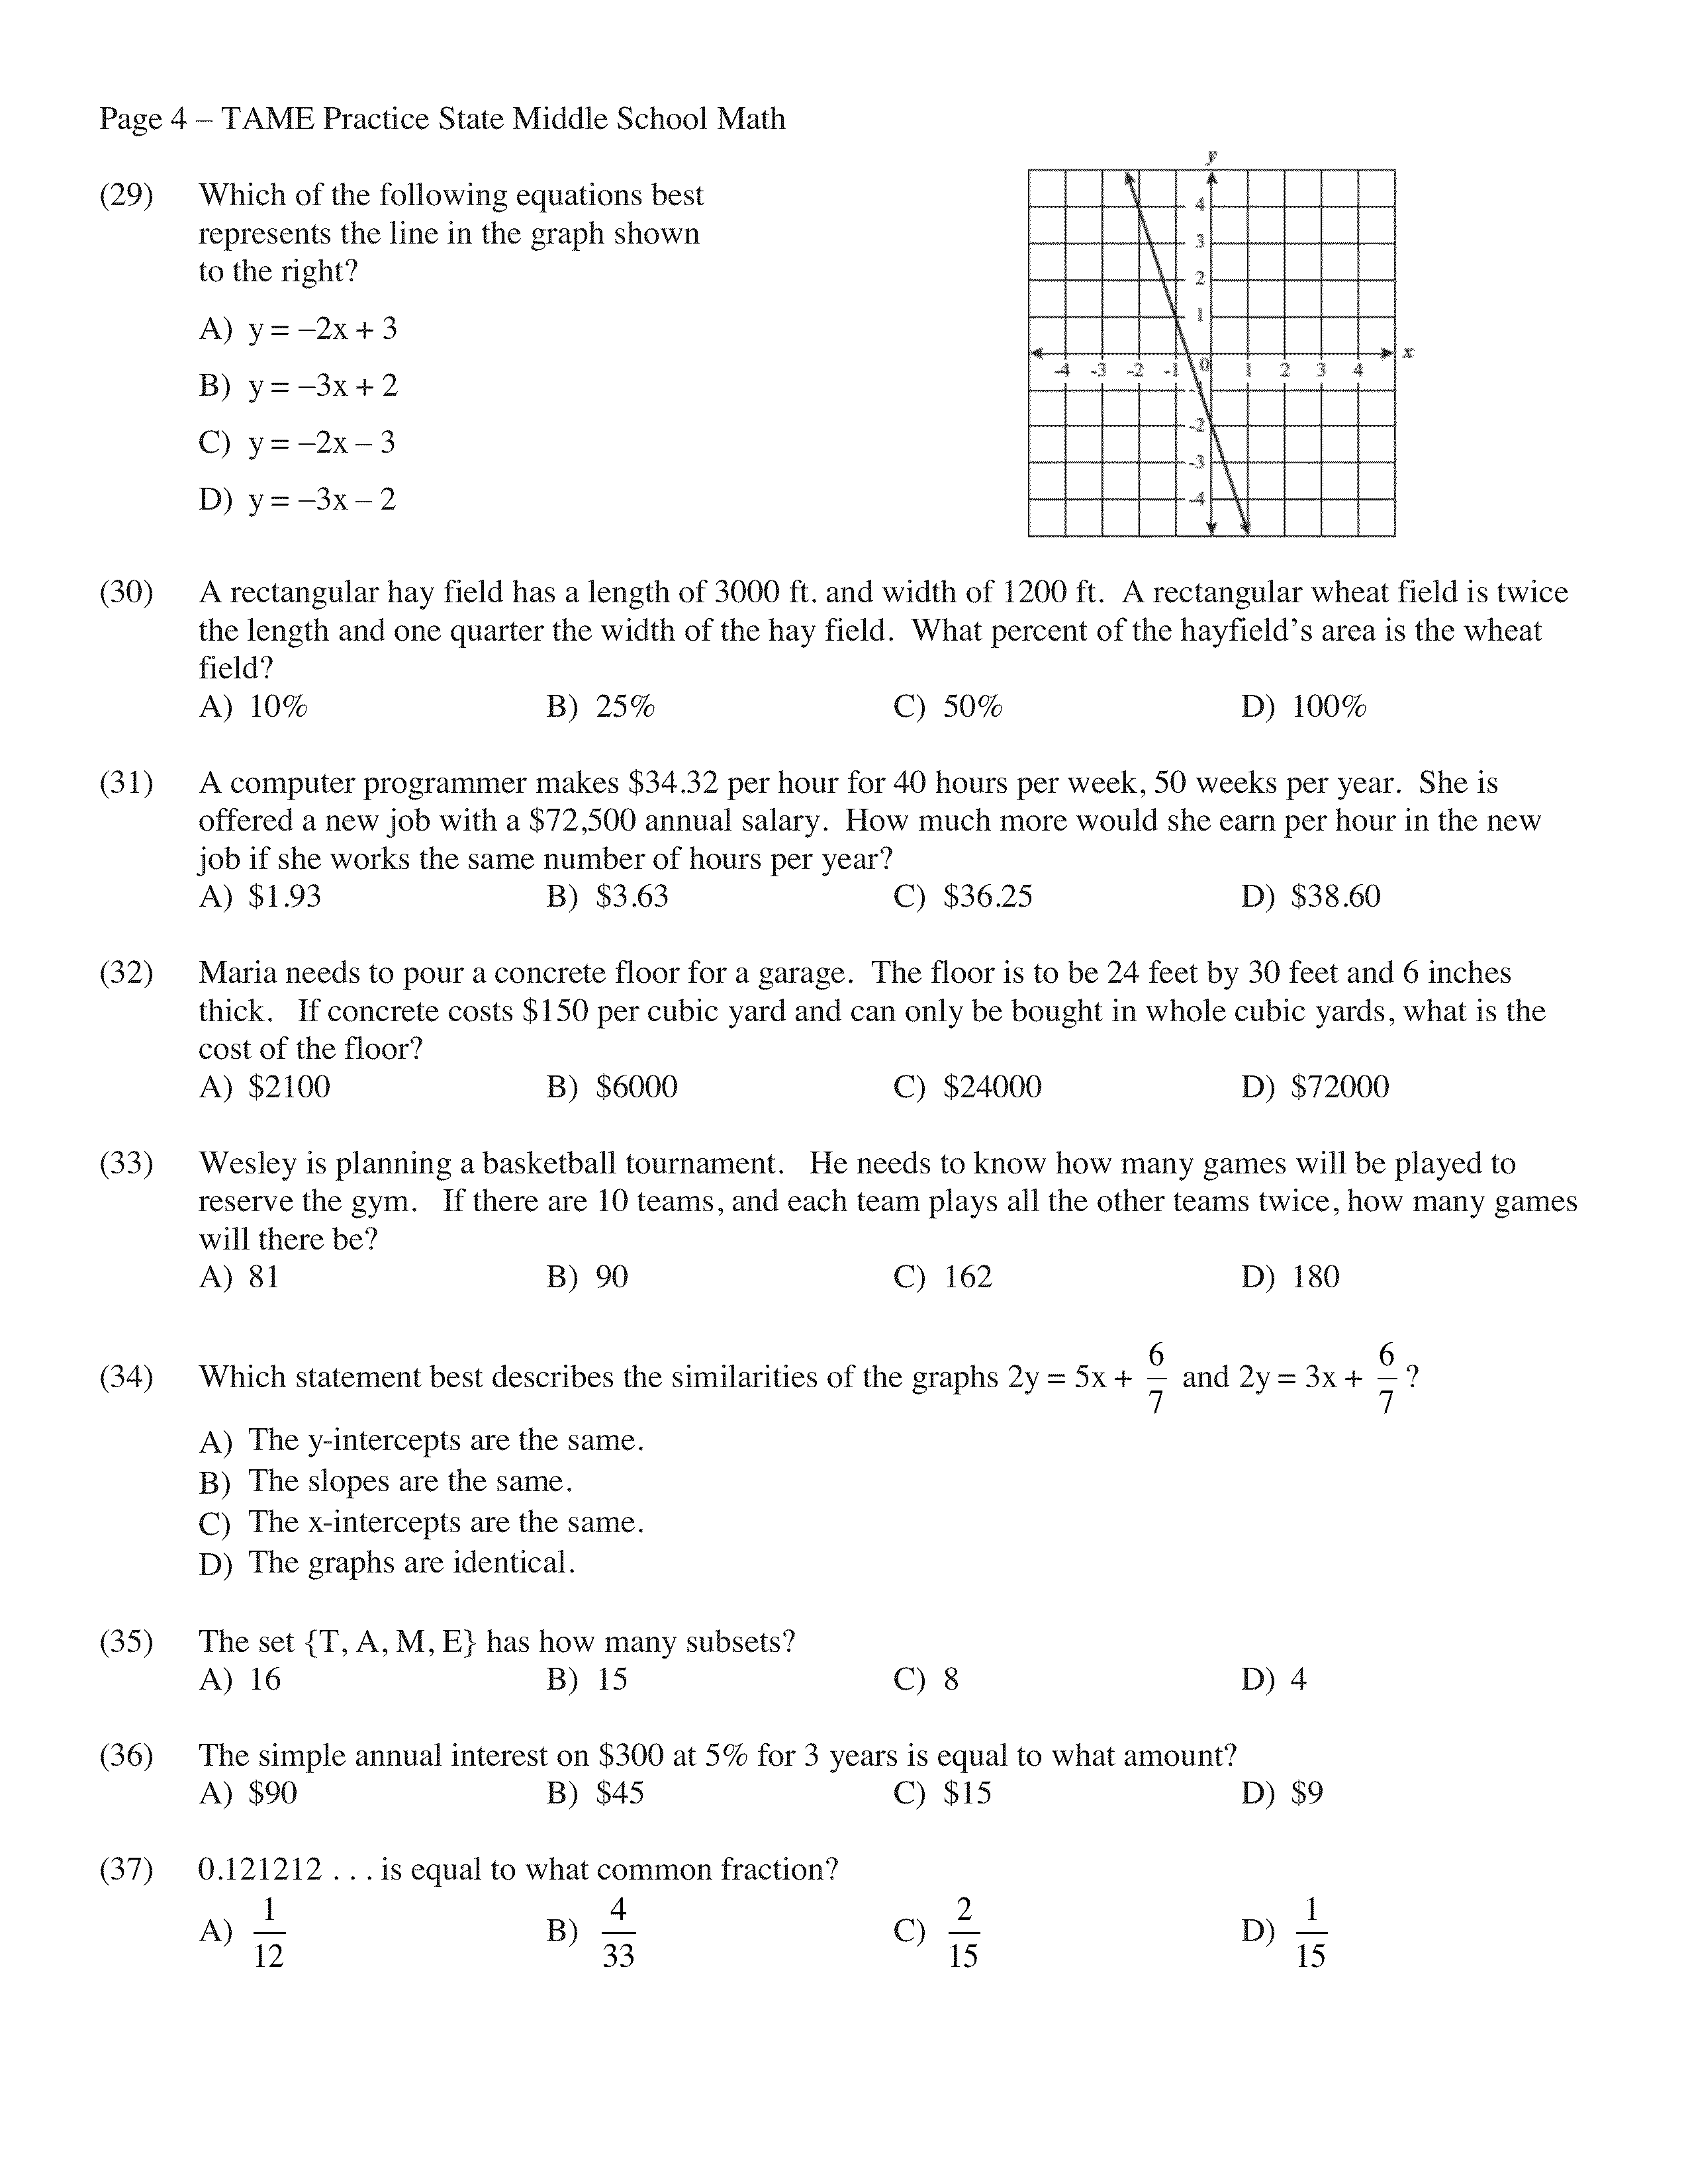 Page 4 – TAME Practice State Middle School Math
(29) Which of the following equations best
represents the line in the graph shown
to the right?
A) y = –2x + 3
B) y = –3x + 2
C) y = –2x – 3
D) y = –3x – 2
y
4
3
2
1
x
-4 -3 -2 -1 0 1 2 3 4
-1
-2
-3
-4
(30) A rectangular hay field has a length of 3000 ft. and width of 1200 ft. A rectangular wheat field is twice
the length and one quarter the width of the hay field. What percent of the hayfield’s area is the wheat
field?
A) 10% B) 25% C) 50% D) 100%
(31) A computer programmer makes $34.32 per hour for 40 hours per week, 50 weeks per year. She is
offered a new job with a $72,500 annual salary. How much more would she earn per hour in the new
job if she works the same number of hours per year?
A) $1.93 B) $3.63 C) $36.25 D) $38.60
(32) Maria needs to pour a concrete floor for a garage. The floor is to be 24 feet by 30 feet and 6 inches
thick. If concrete costs $150 per cubic yard and can only be bought in whole cubic yards, what is the
cost of the floor?
A) $2100 B) $6000 C) $24000 D) $72000
(33) Wesley is planning a basketball tournament. He needs to know how many games will be played to
reserve the gym. If there are 10 teams, and each team plays all the other teams twice, how many games
will there be?
A) 81 B) 90 C) 162 D) 180
(34) Which statement best describes the similarities of the graphs 2y = 5x + 6/7 and 2y = 3x + 6/7 ?
A) The y-intercepts are the same.
B) The slopes are the same.
C) The x-intercepts are the same.
D) The graphs are identical.
(35) The set {T, A, M, E} has how many subsets?
A) 16 B) 15 C) 8 D) 4
(36) The simple annual interest on $300 at 5% for 3 years is equal to what amount?
A) $90 B) $45 C) $15 D) $9
(37) 0.121212 . . . is equal to what common fraction?
A) 1/12 B) 4/33 C) 2/15 D) 1/15